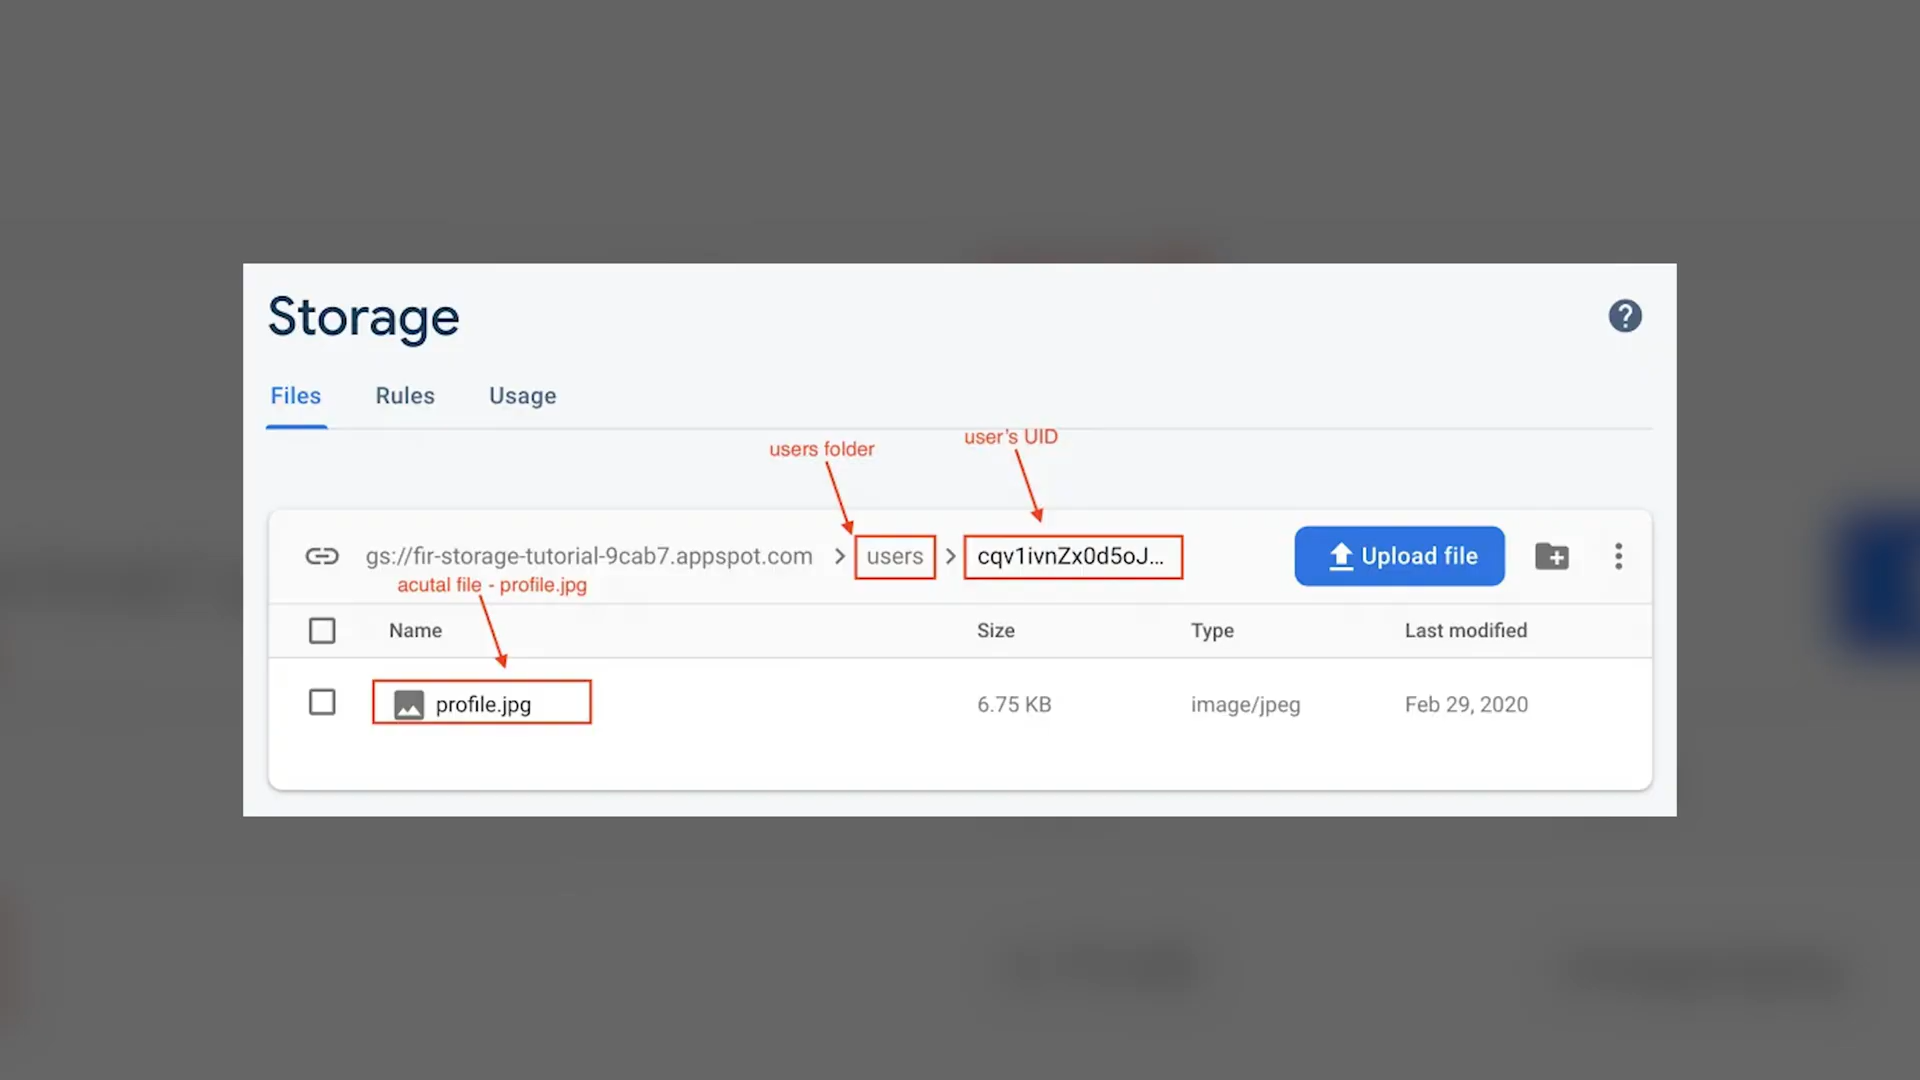 Storage
Files Rules Usage
users folder
user's UID
gs://fir-storage-tutorial-9cab7.appspot.com > users > cqv1ivnZx0d5oJ... Upload file
acutal file - profile.jpg
Name Size Type Last modified
profile.jpg 6.75 KB image/jpeg Feb 29, 2020